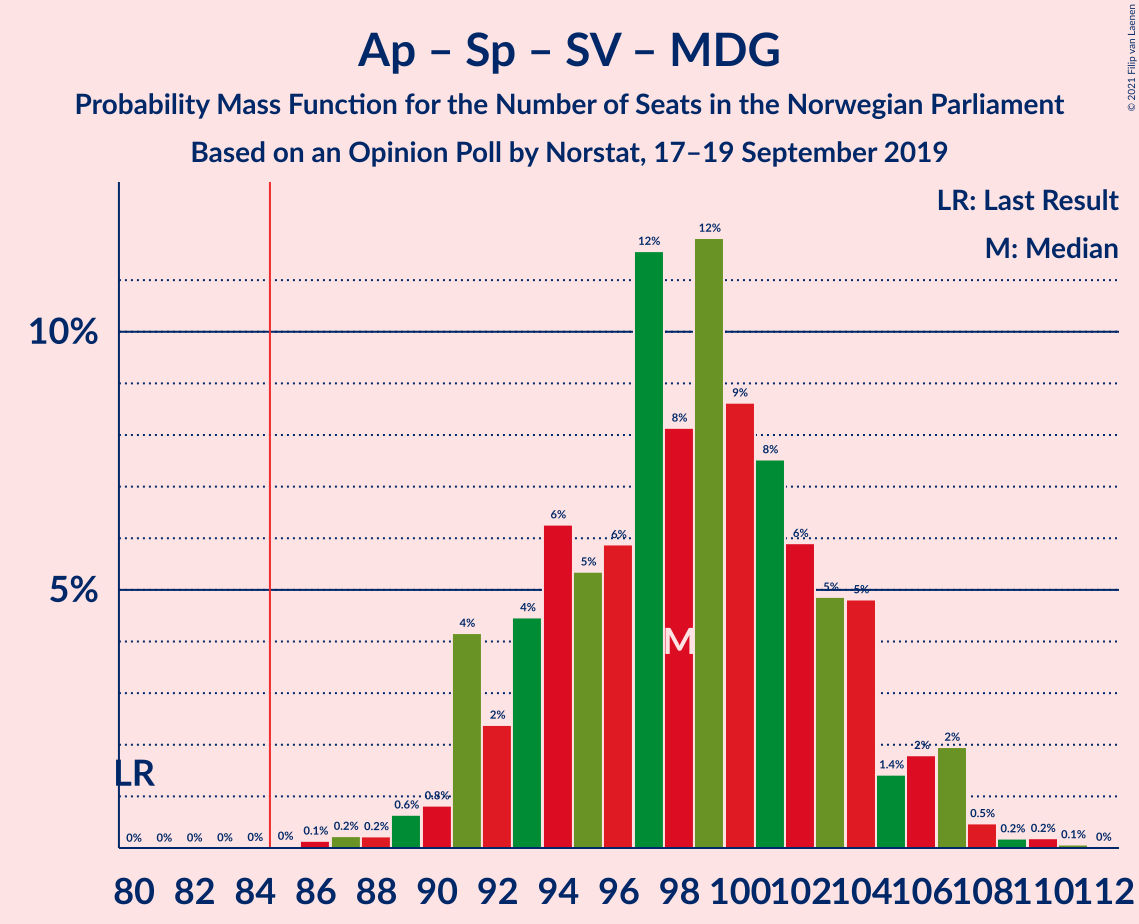 Ap – Sp – SV – MDG
Probability Mass Function for the Number of Seats in the Norwegian Parliament
Based on an Opinion Poll by Norstat, 17–19 September 2019
© 2021 Filip van Laenen
LR: Last Result
M: Median
10%
5%
LR
M
0% 0% 0% 0% 0% 0% 0.1% 0.2% 0.2% 0.6% 0.8% 4% 2% 4% 6% 5% 6% 12% 8% 12% 9% 8% 6% 5% 5% 1.4% 2% 2% 0.5% 0.2% 0.2% 0.1% 0%
80 82 84 86 88 90 92 94 96 98 100 102 104 106 108 110 112